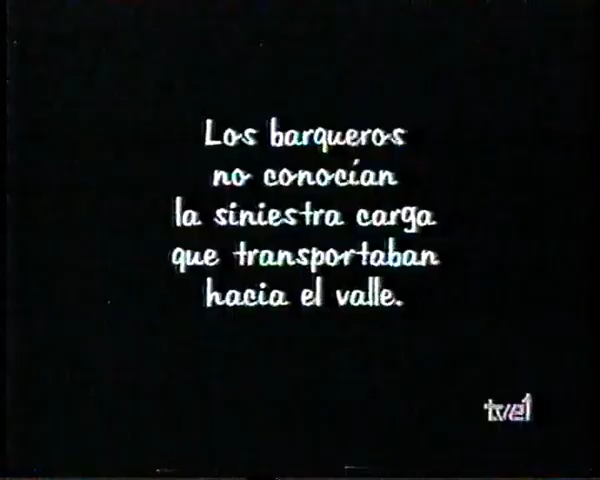 Los barqueros
no conocían
la siniestra carga
que transportaban
hacia el valle.
tve1